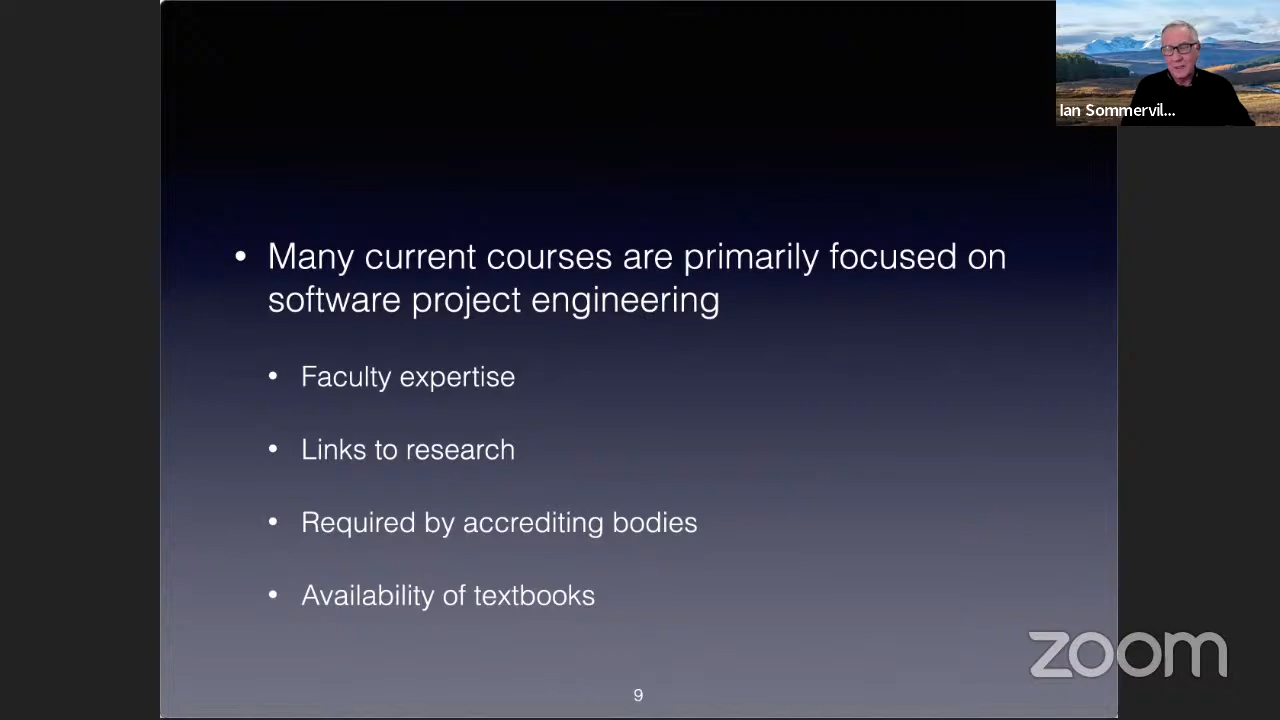 Ian Sommervil...
• Many current courses are primarily focused on
software project engineering
• Faculty expertise
• Links to research
• Required by accrediting bodies
• Availability of textbooks
zoom
9